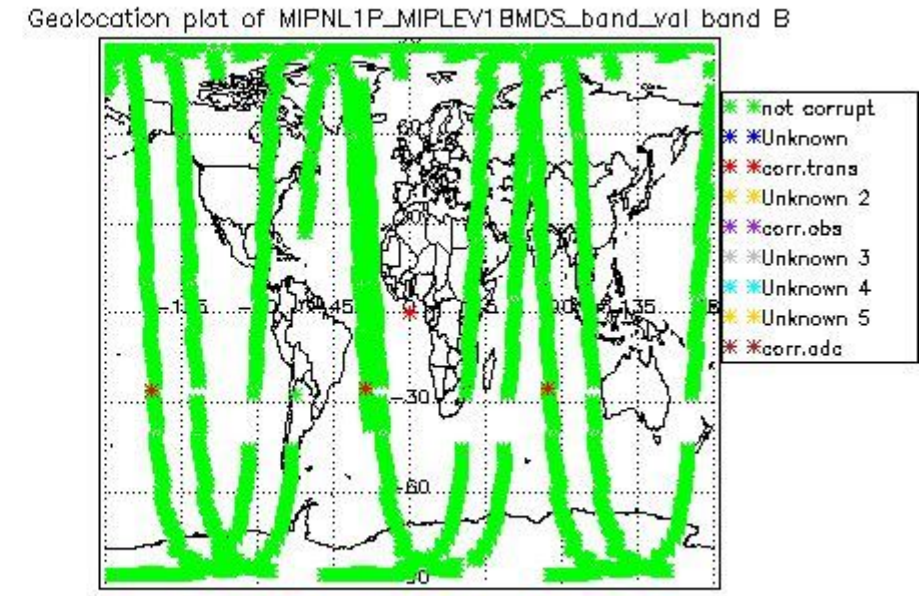 Geolocation plot of MIPNL1P_MIPLEV1BMDS_band_val band B
60
-45
135
-30
-60
not corrupt
Unknown
corr.trans
Unknown 2
corr.obs
Unknown 3
Unknown 4
Unknown 5
corr.adc